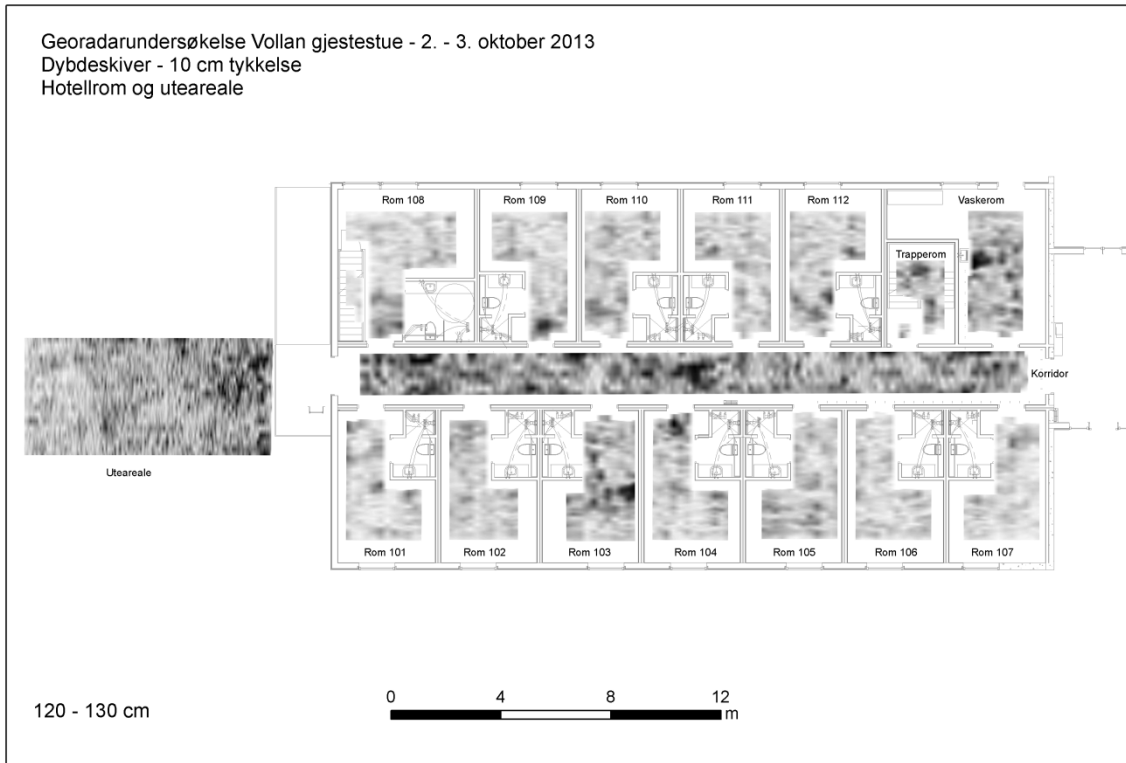 Georadarundersøkelse Vollan gjestestue - 2. - 3. oktober 2013
Dybdeskiver - 10 cm tykkelse
Hotellrom og uteareale
Rom 108
Rom 109
Rom 110
Rom 111
Rom 112
Vaskerom
Trapperom
Korridor
Uteareale
Rom 101
Rom 102
Rom 103
Rom 104
Rom 105
Rom 106
Rom 107
120 - 130 cm
0 4 8 12
m